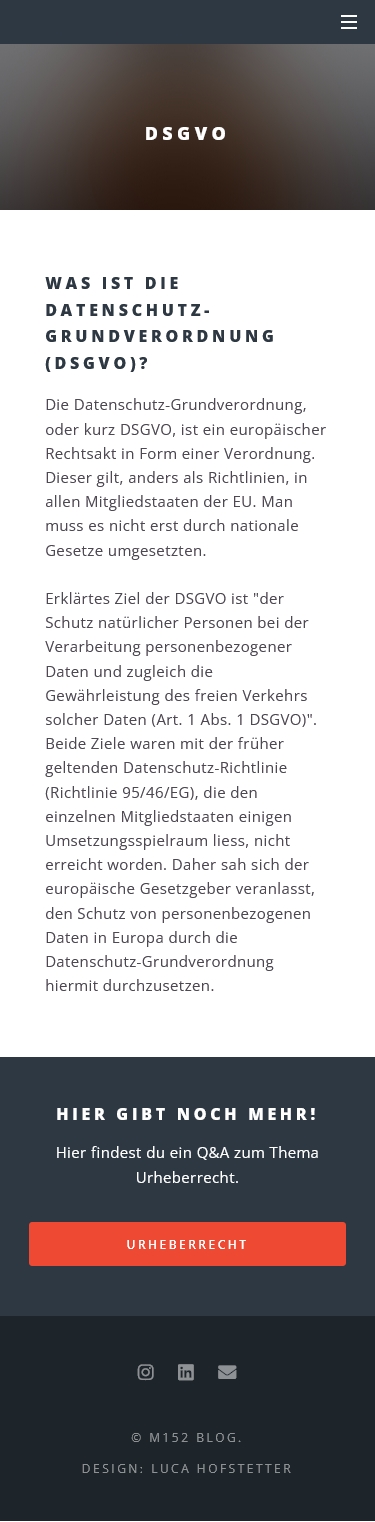 DSGVO
WAS IST DIE
DATENSCHUTZ-
GRUNDVERORDNUNG
(DSGVO)?
Die Datenschutz-Grundverordnung,
oder kurz DSGVO, ist ein europäischer
Rechtsakt in Form einer Verordnung.
Dieser gilt, anders als Richtlinien, in
allen Mitgliedstaaten der EU. Man
muss es nicht erst durch nationale
Gesetze umgesetzten.
Erklärtes Ziel der DSGVO ist "der
Schutz natürlicher Personen bei der
Verarbeitung personenbezogener
Daten und zugleich die
Gewährleistung des freien Verkehrs
solcher Daten (Art. 1 Abs. 1 DSGVO)".
Beide Ziele waren mit der früher
geltenden Datenschutz-Richtlinie
(Richtlinie 95/46/EG), die den
einzelnen Mitgliedstaaten einigen
Umsetzungsspielraum liess, nicht
erreicht worden. Daher sah sich der
europäische Gesetzgeber veranlasst,
den Schutz von personenbezogenen
Daten in Europa durch die
Datenschutz-Grundverordnung
hiermit durchzusetzen.
HIER GIBT NOCH MEHR!
Hier findest du ein Q&A zum Thema
Urheberrecht.
URHEBERRECHT
© M152 BLOG.
DESIGN: LUCA HOFSTETTER